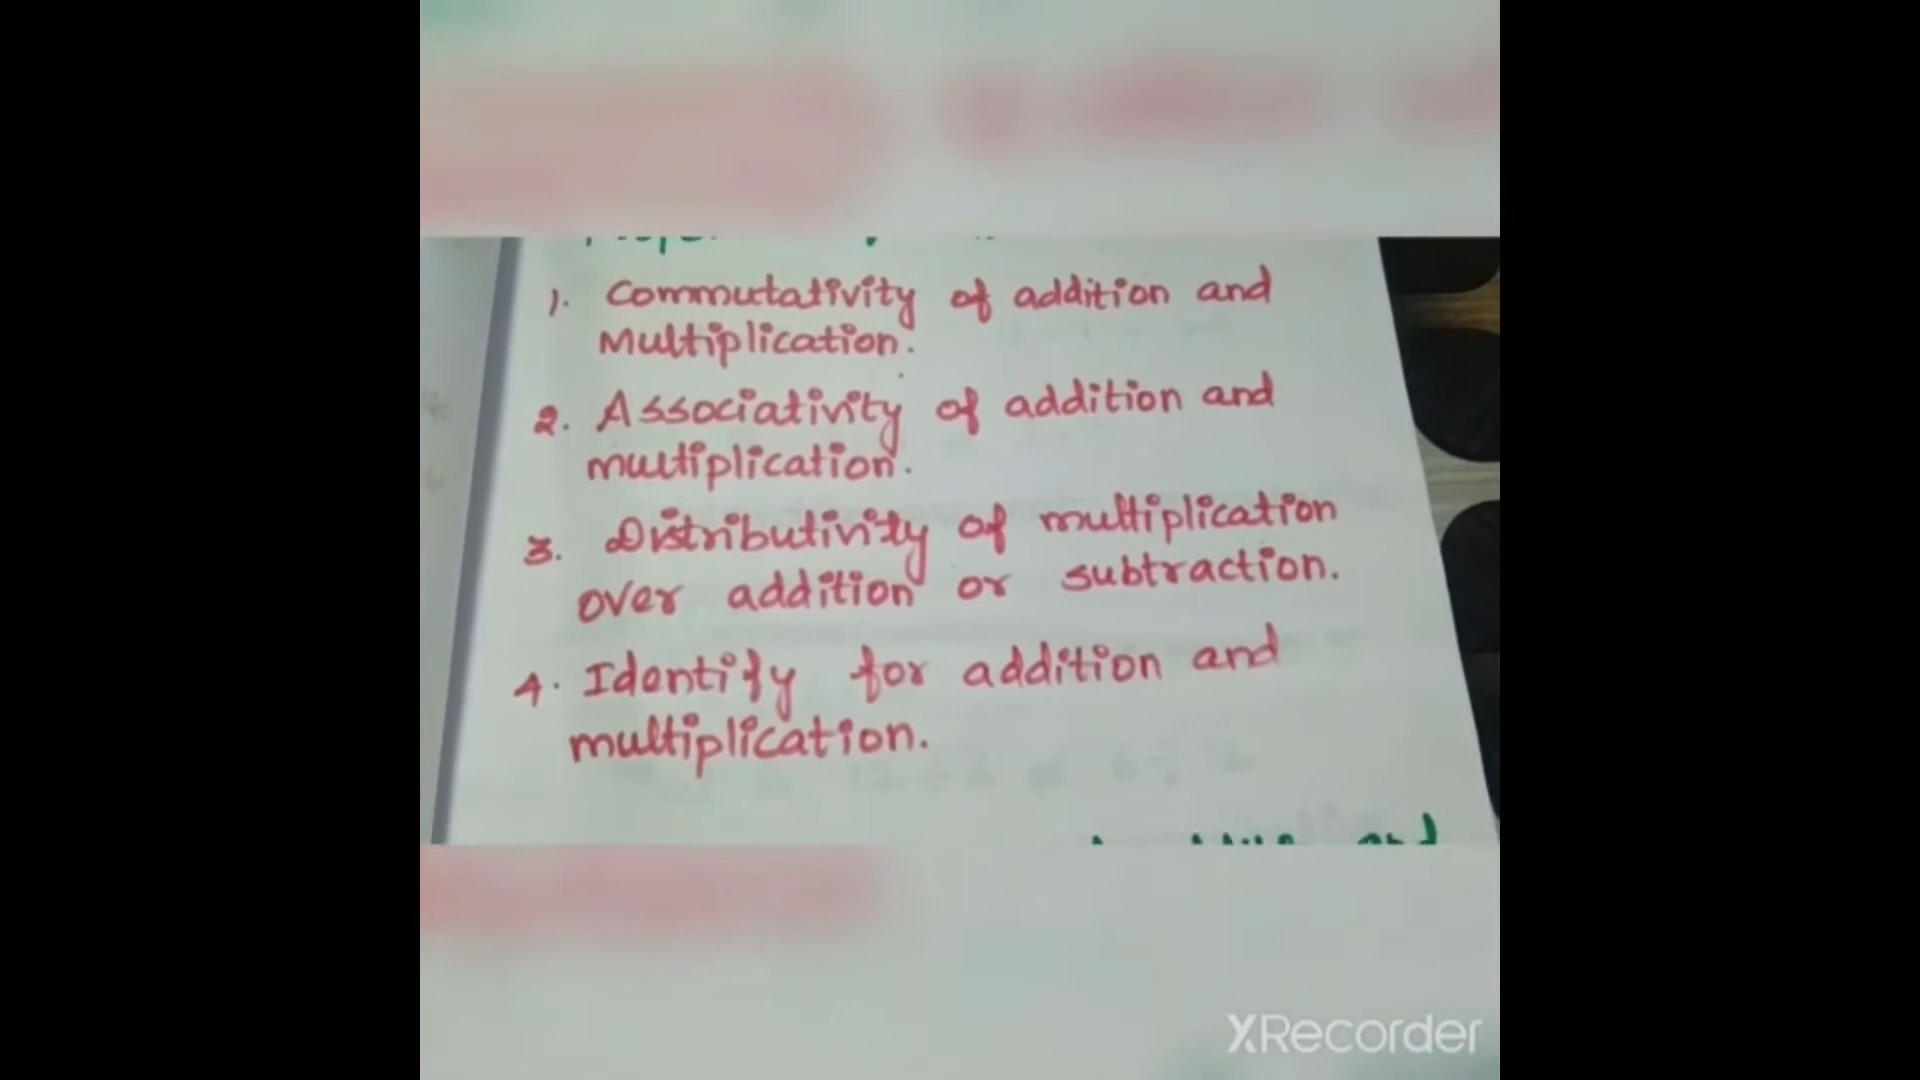 1. Commutativity of addition and
Multiplication.
2. Associativity of addition and
multiplication.
3. Distributivity of multiplication
over addition or subtraction.
4. Identify for addition and
multiplication.
and
XRecorder